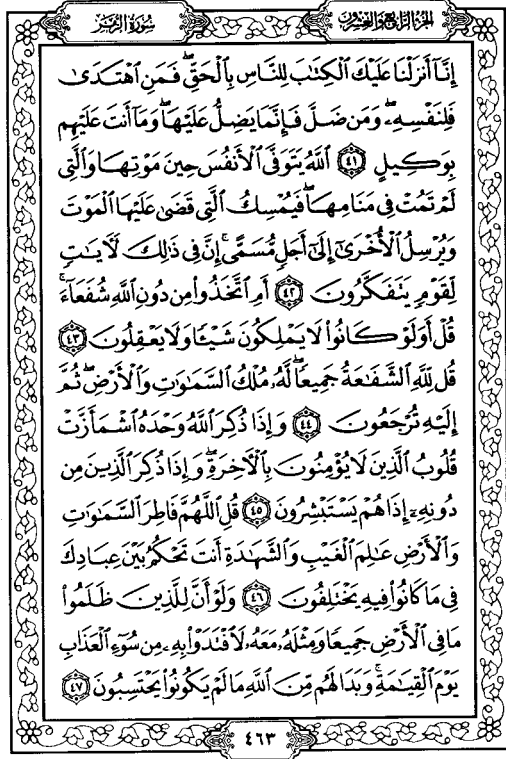 الجزء الرابع والعشرون
سورة الزمر
إِنَّآ أَنزَلْنَا عَلَيْكَ ٱلْكِتَٰبَ لِلنَّاسِ بِٱلْحَقِّ ۖ فَمَنِ ٱهْتَدَىٰ
فَلِنَفْسِهِۦ ۖ وَمَن ضَلَّ فَإِنَّمَا يَضِلُّ عَلَيْهَا ۖ وَمَآ أَنتَ عَلَيْهِم
بِوَكِيلٍ ٤١ ٱللَّهُ يَتَوَفَّى ٱلْأَنفُسَ حِينَ مَوْتِهَا وَٱلَّتِى
لَمْ تَمُتْ فِى مَنَامِهَا ۖ فَيُمْسِكُ ٱلَّتِى قَضَىٰ عَلَيْهَا ٱلْمَوْتَ
وَيُرْسِلُ ٱلْأُخْرَىٰٓ إِلَىٰٓ أَجَلٍ مُّسَمًّى ۚ إِنَّ فِى ذَٰلِكَ لَءَايَٰتٍ
لِّقَوْمٍ يَتَفَكَّرُونَ ٤٢ أَمِ ٱتَّخَذُوا۟ مِن دُونِ ٱللَّهِ شُفَعَآءَ ۚ
قُلْ أَوَلَوْ كَانُوا۟ لَا يَمْلِكُونَ شَيْـًٔا وَلَا يَعْقِلُونَ ٤٣
قُل لِّلَّهِ ٱلشَّفَٰعَةُ جَمِيعًا ۖ لَّهُۥ مُلْكُ ٱلسَّمَٰوَٰتِ وَٱلْأَرْضِ ۖ ثُمَّ
إِلَيْهِ تُرْجَعُونَ ٤٤ وَإِذَا ذُكِرَ ٱللَّهُ وَحْدَهُ ٱشْمَأَزَّتْ
قُلُوبُ ٱلَّذِينَ لَا يُؤْمِنُونَ بِٱلْءَاخِرَةِ ۖ وَإِذَا ذُكِرَ ٱلَّذِينَ مِن
دُونِهِۦٓ إِذَا هُمْ يَسْتَبْشِرُونَ ٤٥ قُلِ ٱللَّهُمَّ فَاطِرَ ٱلسَّمَٰوَٰتِ
وَٱلْأَرْضِ عَٰلِمَ ٱلْغَيْبِ وَٱلشَّهَٰدَةِ أَنتَ تَحْكُمُ بَيْنَ عِبَادِكَ
فِى مَا كَانُوا۟ فِيهِ يَخْتَلِفُونَ ٤٦ وَلَوْ أَنَّ لِلَّذِينَ ظَلَمُوا۟
مَا فِى ٱلْأَرْضِ جَمِيعًا وَمِثْلَهُۥ مَعَهُۥ لَٱفْتَدَوْا۟ بِهِۦ مِن سُوٓءِ ٱلْعَذَابِ
يَوْمَ ٱلْقِيَٰمَةِ ۚ وَبَدَا لَهُم مِّنَ ٱللَّهِ مَا لَمْ يَكُونُوا۟ يَحْتَسِبُونَ ٤٧
٤٦٣